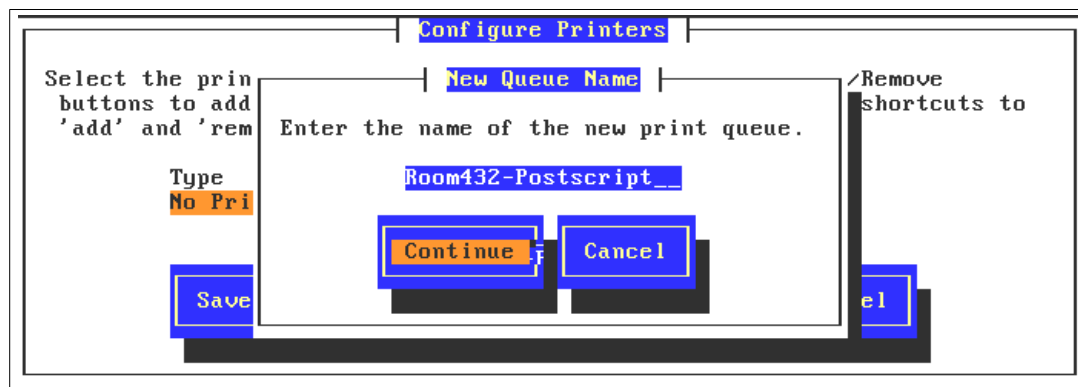 Configure Printers
Select the prin
/Remove
New Queue Name
buttons to add
shortcuts to
'add' and 'rem
Enter the name of the new print queue.
Type
Room432-Postscript__
No Pri
Continue
Cancel
Save
el